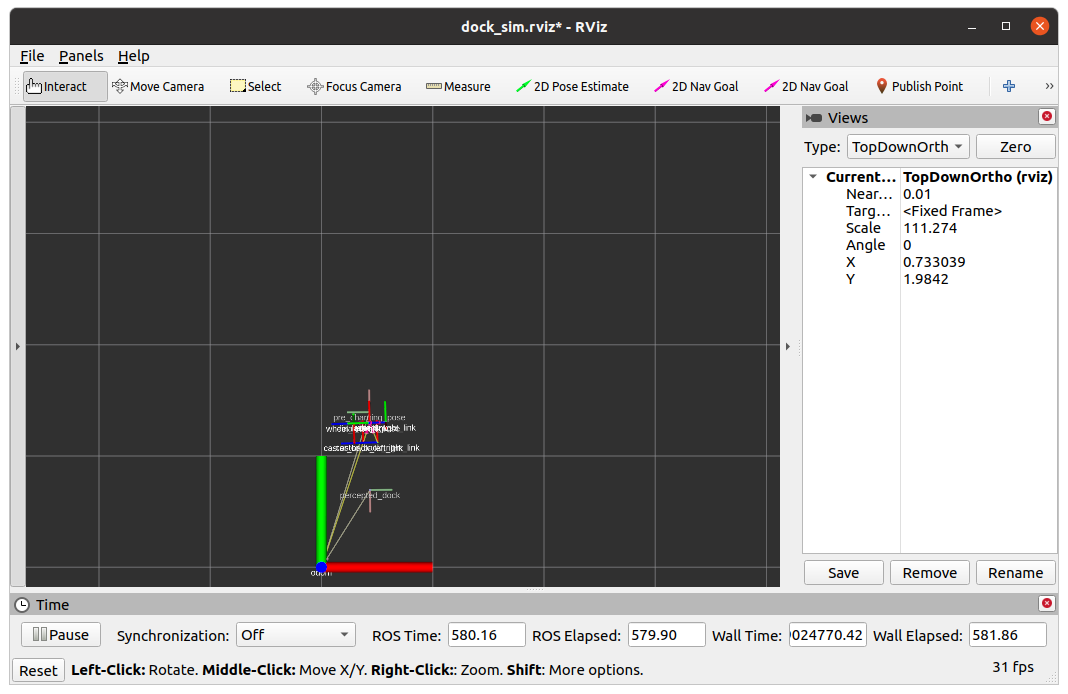 dock_sim.rviz* - RViz
File Panels Help
Interact Move Camera Select Focus Camera Measure 2D Pose Estimate 2D Nav Goal 2D Nav Goal Publish Point »
Views
Type: TopDownOrth Zero
Current... TopDownOrtho (rviz)
Near... 0.01
Targ... <Fixed Frame>
Scale 111.274
Angle 0
X 0.733039
Y 1.9842
pre_charging_pose
link
link
percepted_dock
odom
Save Remove Rename
Time
Pause Synchronization: Off ROS Time: 580.16 ROS Elapsed: 579.90 Wall Time: 024770.42 Wall Elapsed: 581.86
Reset Left-Click: Rotate. Middle-Click: Move X/Y. Right-Click:: Zoom. Shift: More options. 31 fps